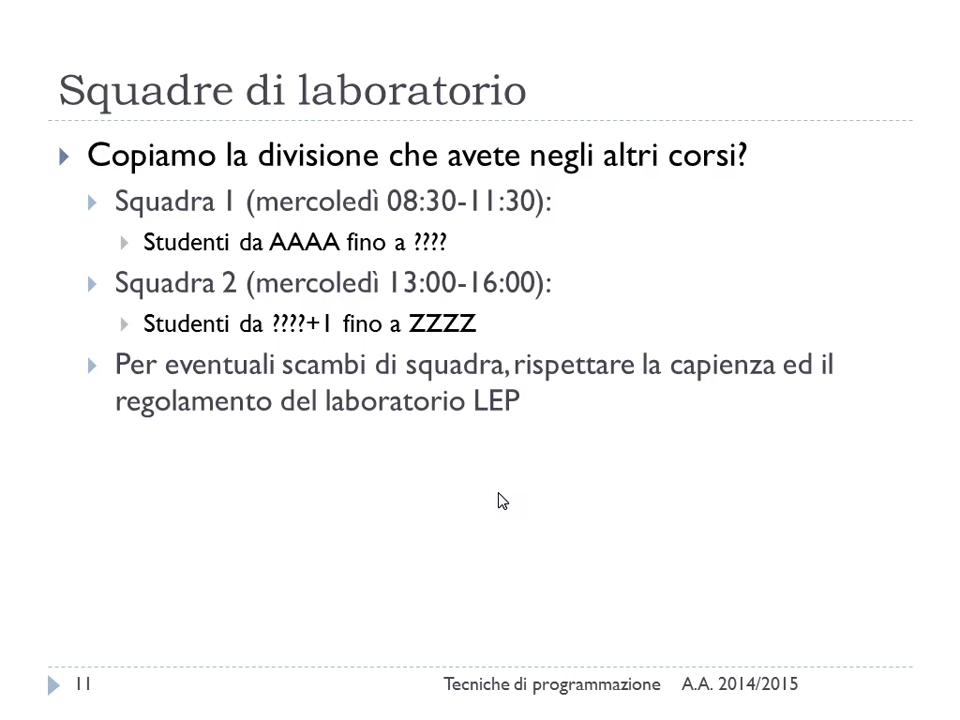 Squadre di laboratorio
Copiamo la divisione che avete negli altri corsi?
Squadra 1 (mercoledì 08:30-11:30):
Studenti da AAAA fino a ????
Squadra 2 (mercoledì 13:00-16:00):
Studenti da ????+1 fino a ZZZZ
Per eventuali scambi di squadra, rispettare la capienza ed il
regolamento del laboratorio LEP
11 Tecniche di programmazione A.A. 2014/2015